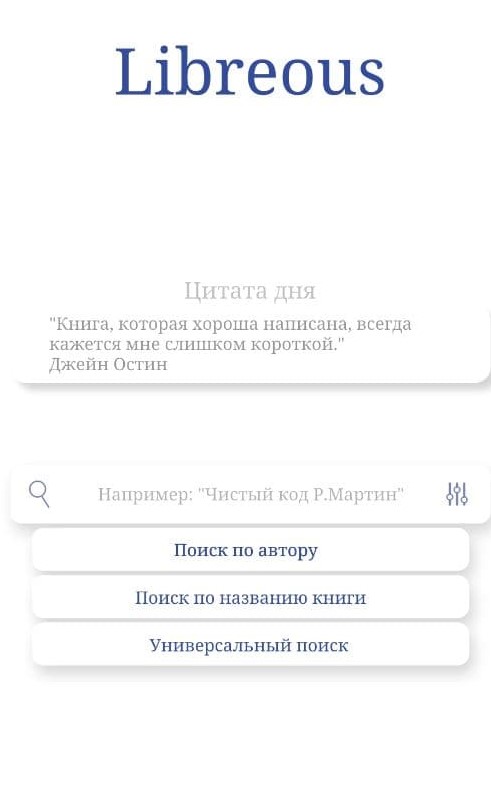 Libreous
Цитата дня
"Книга, которая хороша написана, всегда
кажется мне слишком короткой."
Джейн Остин
Например: "Чистый код Р.Мартин"
Поиск по автору
Поиск по названию книги
Универсальный поиск